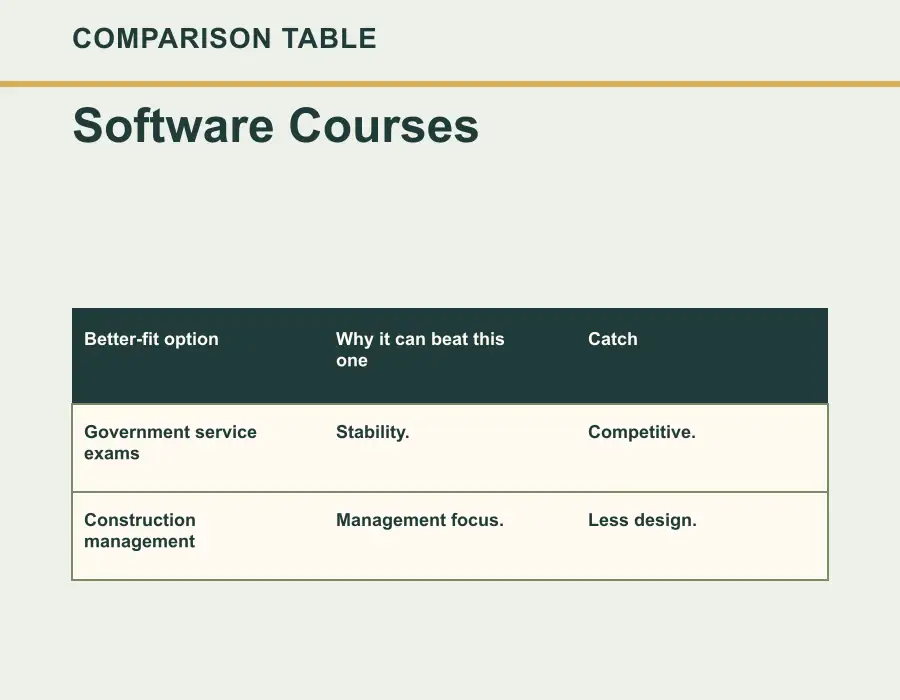 COMPARISON TABLE
Software Courses
Better-fit option
Why it can beat this
one
Catch
Government service
exams
Stability.
Competitive.
Construction
management
Management focus.
Less design.